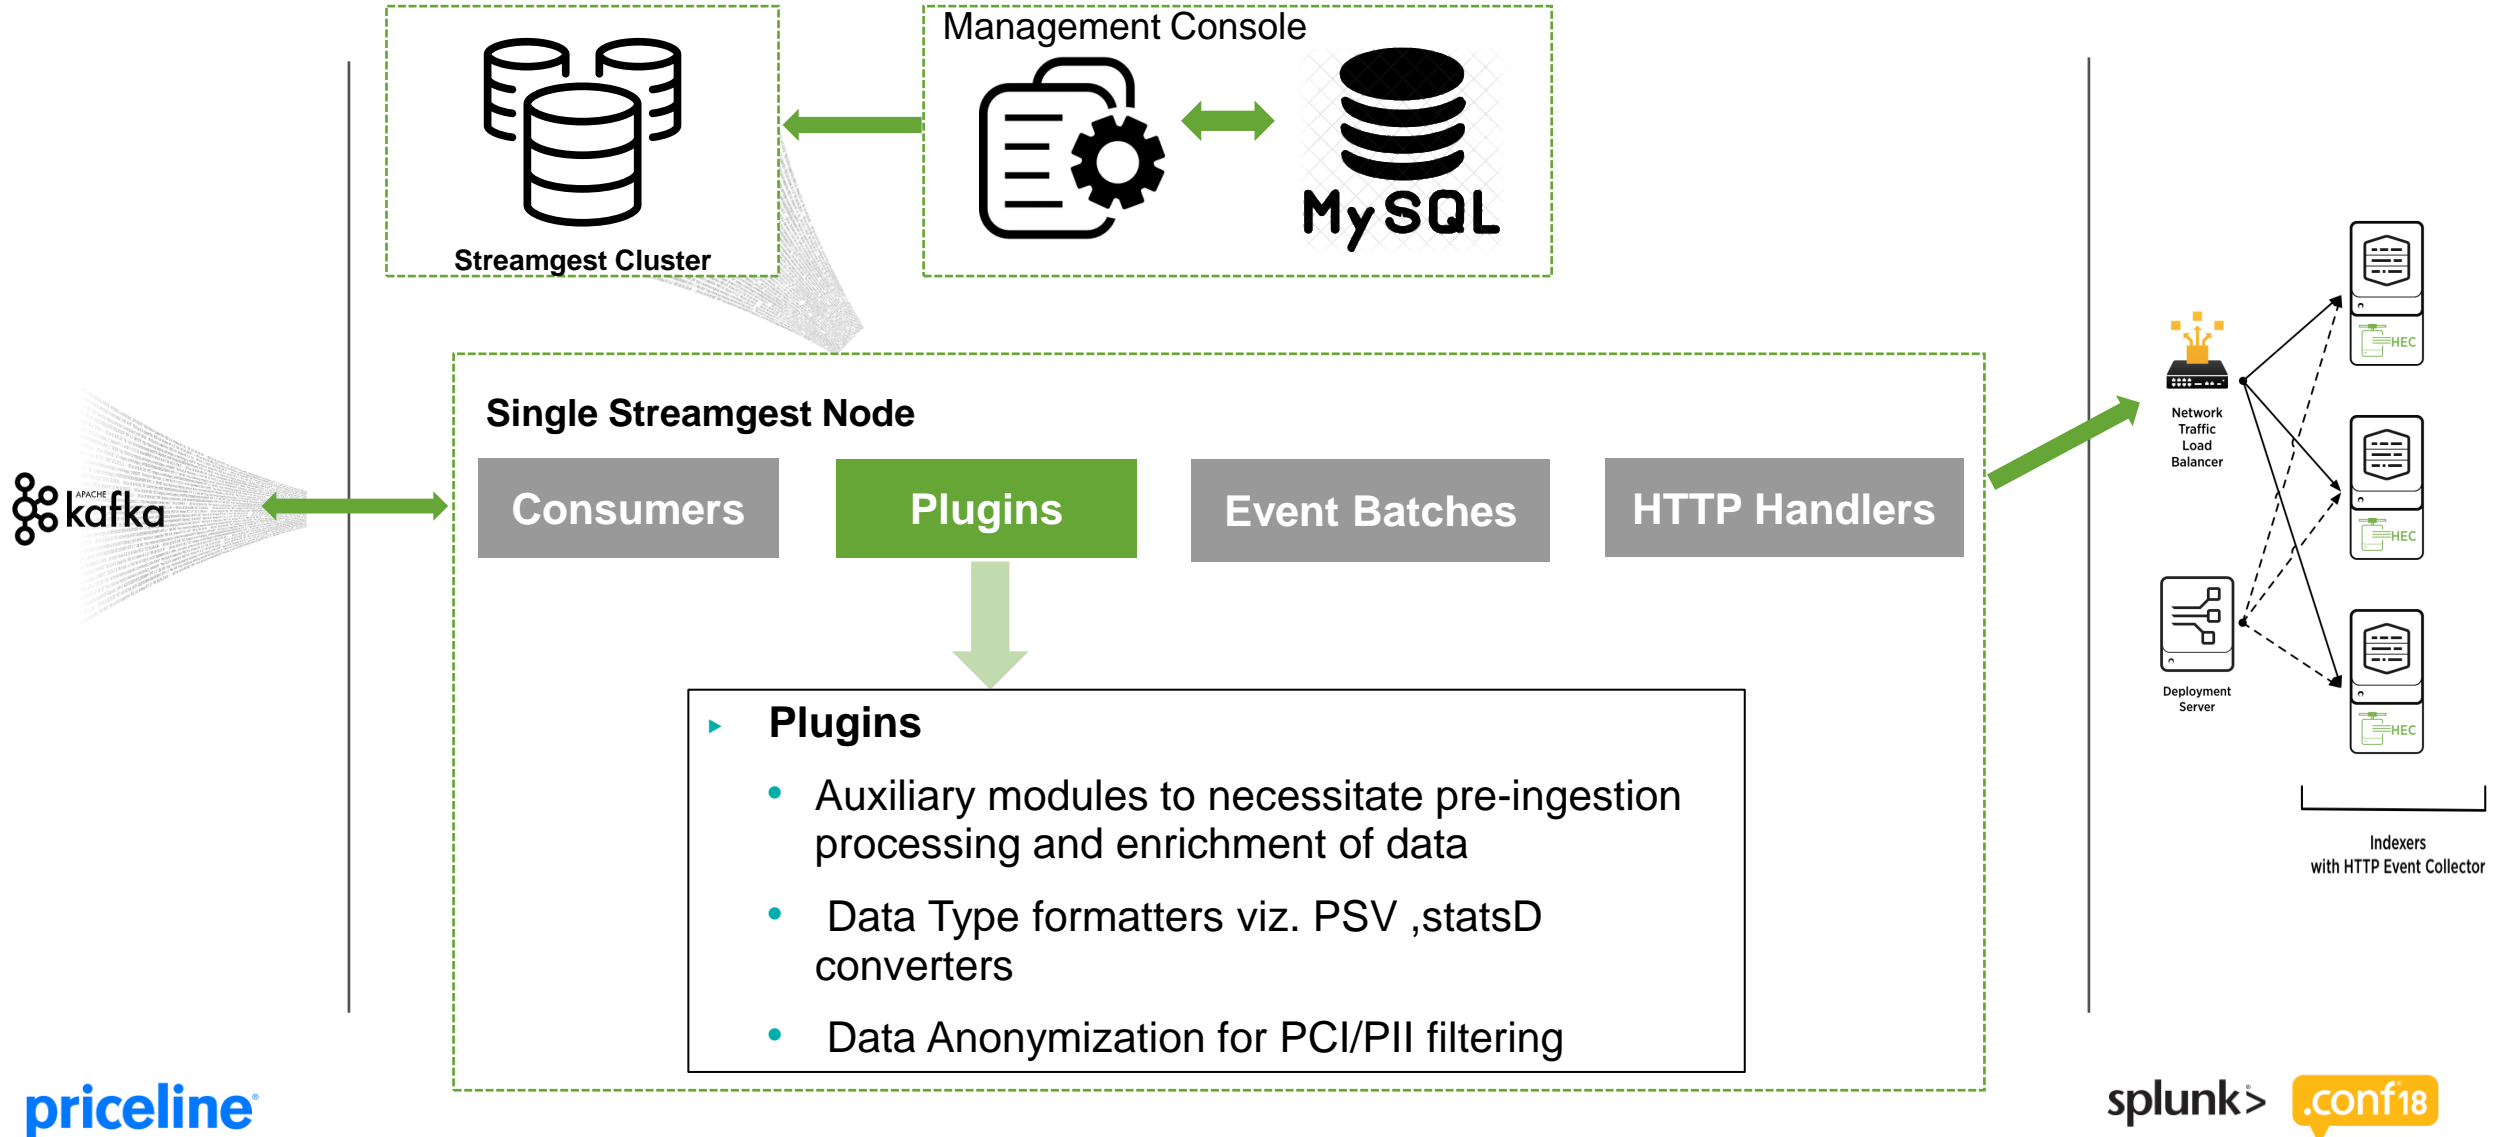 Management Console
MySQL
Streamgest Cluster
Single Streamgest Node
APACHE
kafka
Consumers
Plugins
Event Batches
HTTP Handlers
Plugins
Auxiliary modules to necessitate pre-ingestion
processing and enrichment of data
Data Type formatters viz. PSV ,statsD
converters
Data Anonymization for PCI/PII filtering
Network
Traffic
Load
Balancer
Deployment
Server
HEC
HEC
HEC
Indexers
with HTTP Event Collector
priceline®
splunk>
.conf18